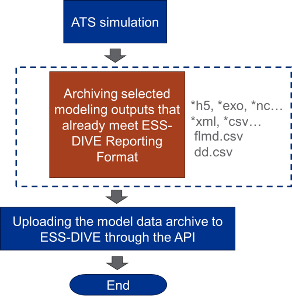 ATS simulation
Archiving selected
modeling outputs that
already meet ESS-
DIVE Reporting
Format
*h5, *exo, *nc…
*xml, *csv…
flmd.csv
dd.csv
Uploading the model data archive to
ESS-DIVE through the API
End